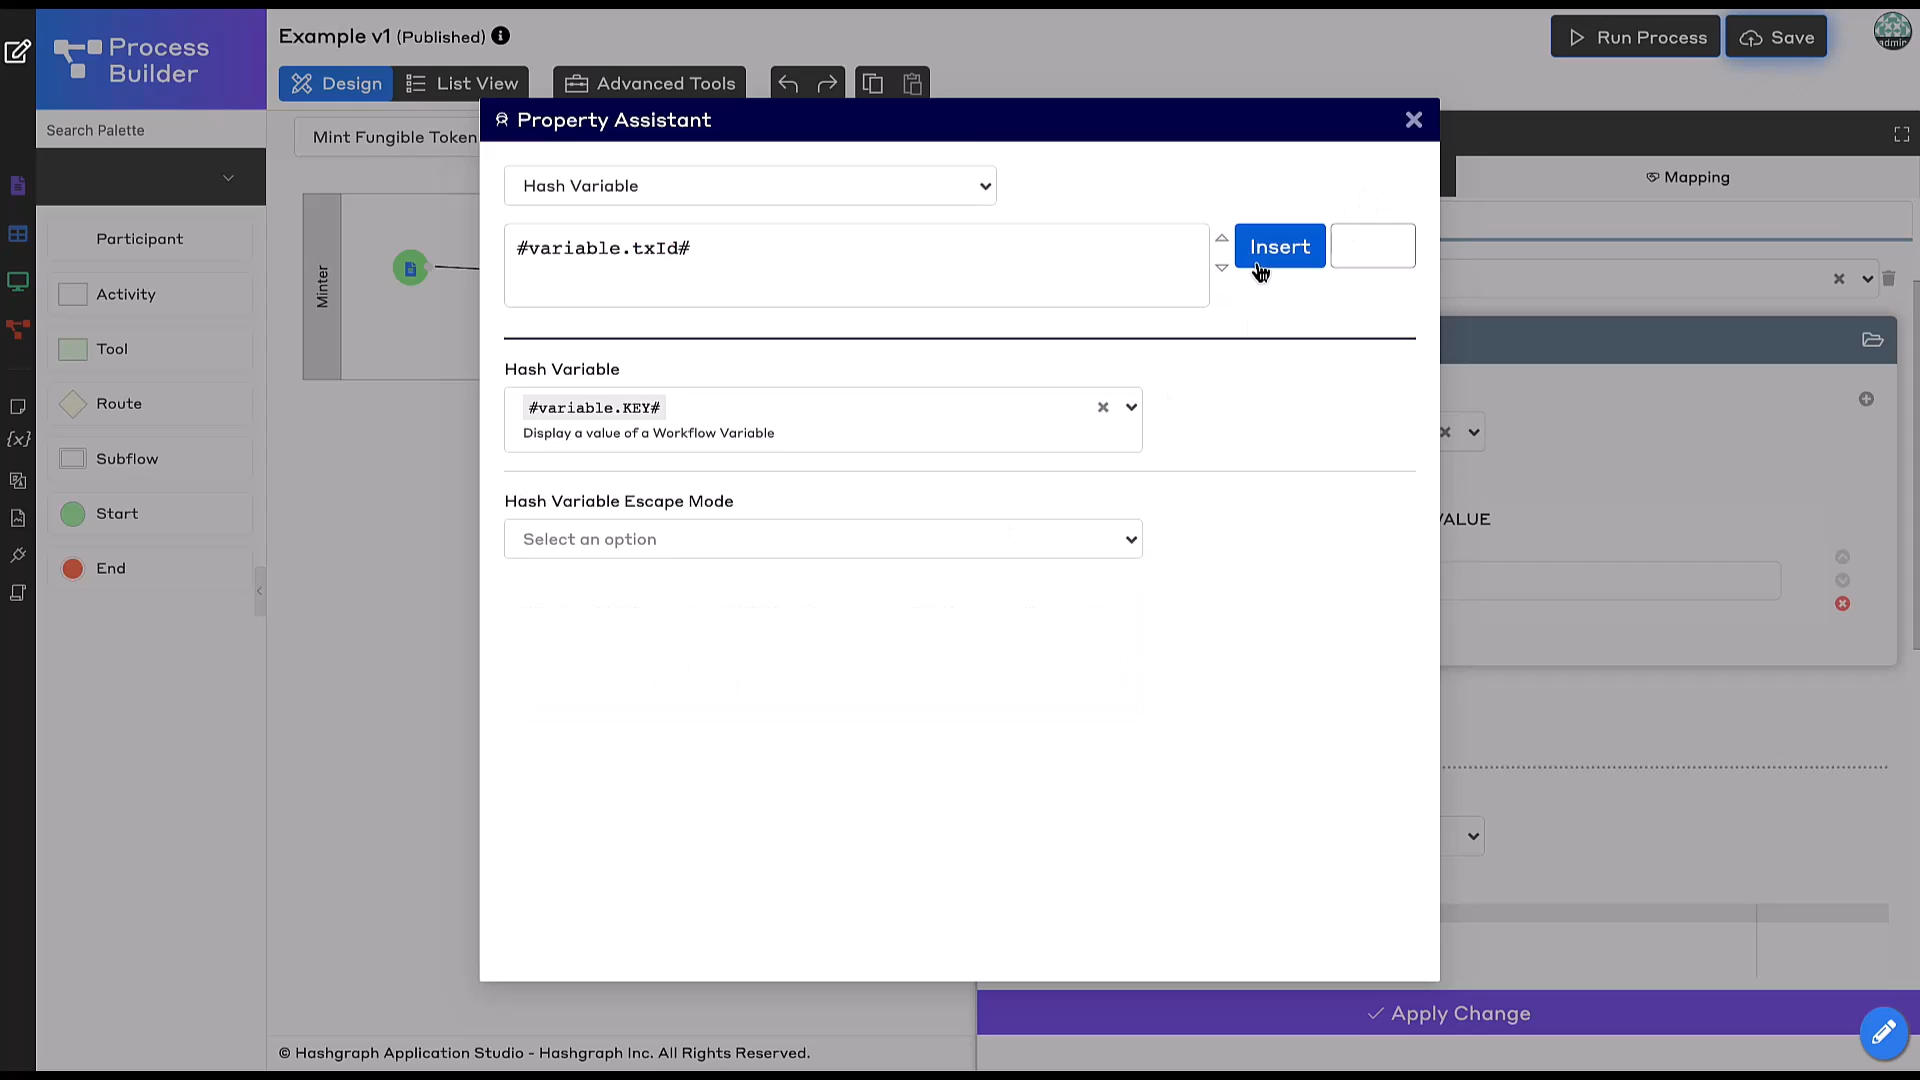 Process
Builder
Example v1 (Published)
Run Process
Save
admin
Design
List View
Advanced Tools
Search Palette
Mint Fungible Token
Property Assistant
Mapping
Hash Variable
#variable.txId#
Insert
Participant
Activity
Tool
Route
Subflow
Start
End
Minter
Hash Variable
#variable.KEY#
Display a value of a Workflow Variable
Hash Variable Escape Mode
Select an option
VALUE
Apply Change
© Hashgraph Application Studio - Hashgraph Inc. All Rights Reserved.